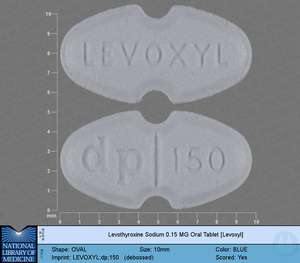 LEVOXYL
dp 150
10
9
8
7
6
5
4
3
2
1
0
mm
0 1 2 3 4 5 6 7 8 9 10
NATIONAL
LIBRARY OF
MEDICINE
Levothyroxine Sodium 0.15 MG Oral Tablet [Levoxyl]
Shape: OVAL Size: 10mm Color: BLUE
Imprint: LEVOXYL;dp;150 (debossed) Scored: Yes